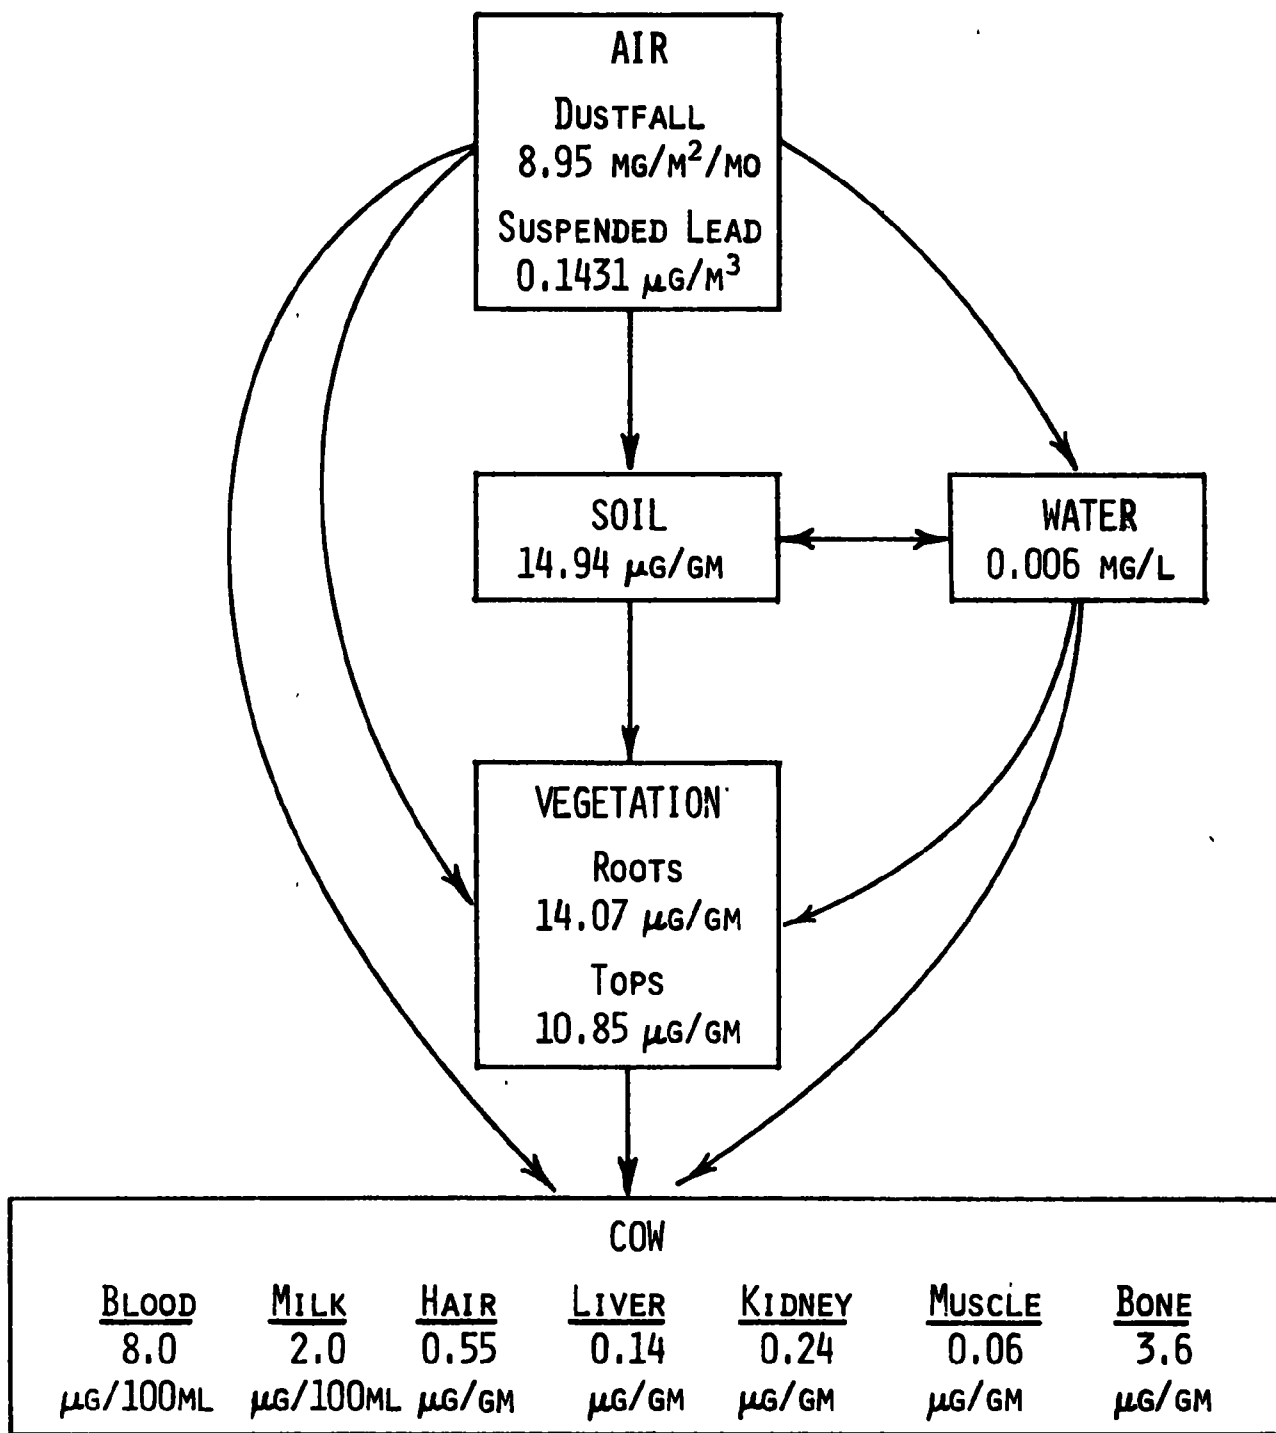 AIR
DUSTFALL
8.95 MG/M²/MO
SUSPENDED LEAD
0.1431 µG/M³
SOIL
14.94 µG/GM
WATER
0.006 MG/L
VEGETATION
ROOTS
14.07 µG/GM
TOPS
10.85 µG/GM
COW
BLOOD MILK HAIR LIVER KIDNEY MUSCLE BONE
8.0 2.0 0.55 0.14 0.24 0.06 3.6
µG/100ML µG/100ML µG/GM µG/GM µG/GM µG/GM µG/GM